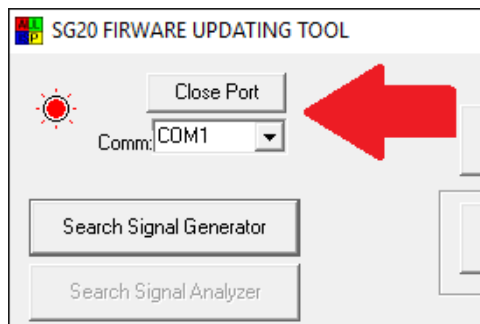 SG20 FIRWARE UPDATING TOOL
Close Port
Comm: COM1
Search Signal Generator
Search Signal Analyzer